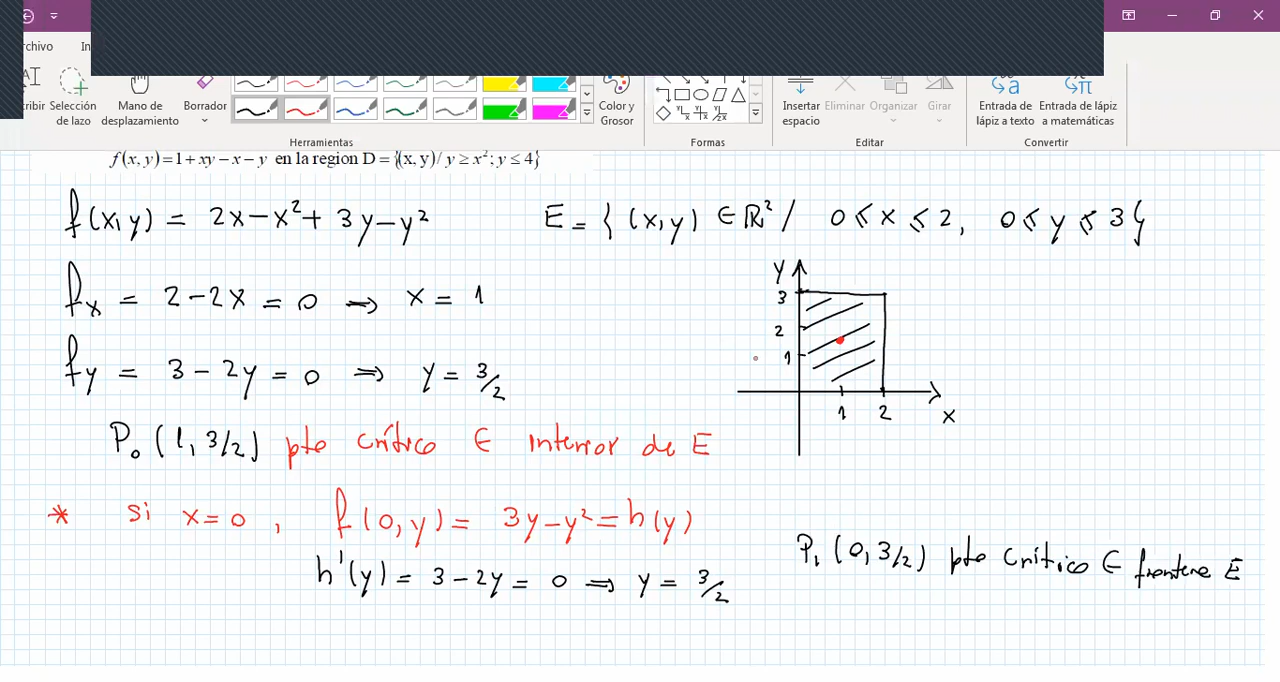 rchivo In
ribir
Selección de lazo
Mano de desplazamiento
Borrador
Color y Grosor
Insertar espacio
Eliminar
Organizar
Girar
Entrada de lápiz a texto
Entrada de lápiz a matemáticas
Herramientas
Formas
Editar
Convertir
f(x, y) = 1 + xy − x − y en la region D = {(x, y)/ y ≥ x²; y ≤ 4}
f(x,y) = 2x − x² + 3y − y² E = { (x,y) ∈ ℝ² / 0 ≤ x ≤ 2, 0 ≤ y ≤ 3 }
fx = 2 − 2x = 0 ⇒ x = 1
fy = 3 − 2y = 0 ⇒ y = 3/2
y
3
2
1
1 2
x
P₀ (1, 3/2) pto crítico ∈ interior de E
* si x = 0 , f(0, y) = 3y − y² = h(y)
h'(y) = 3 − 2y = 0 ⇒ y = 3/2
P₁ (0, 3/2) pto crítico ∈ frontera E